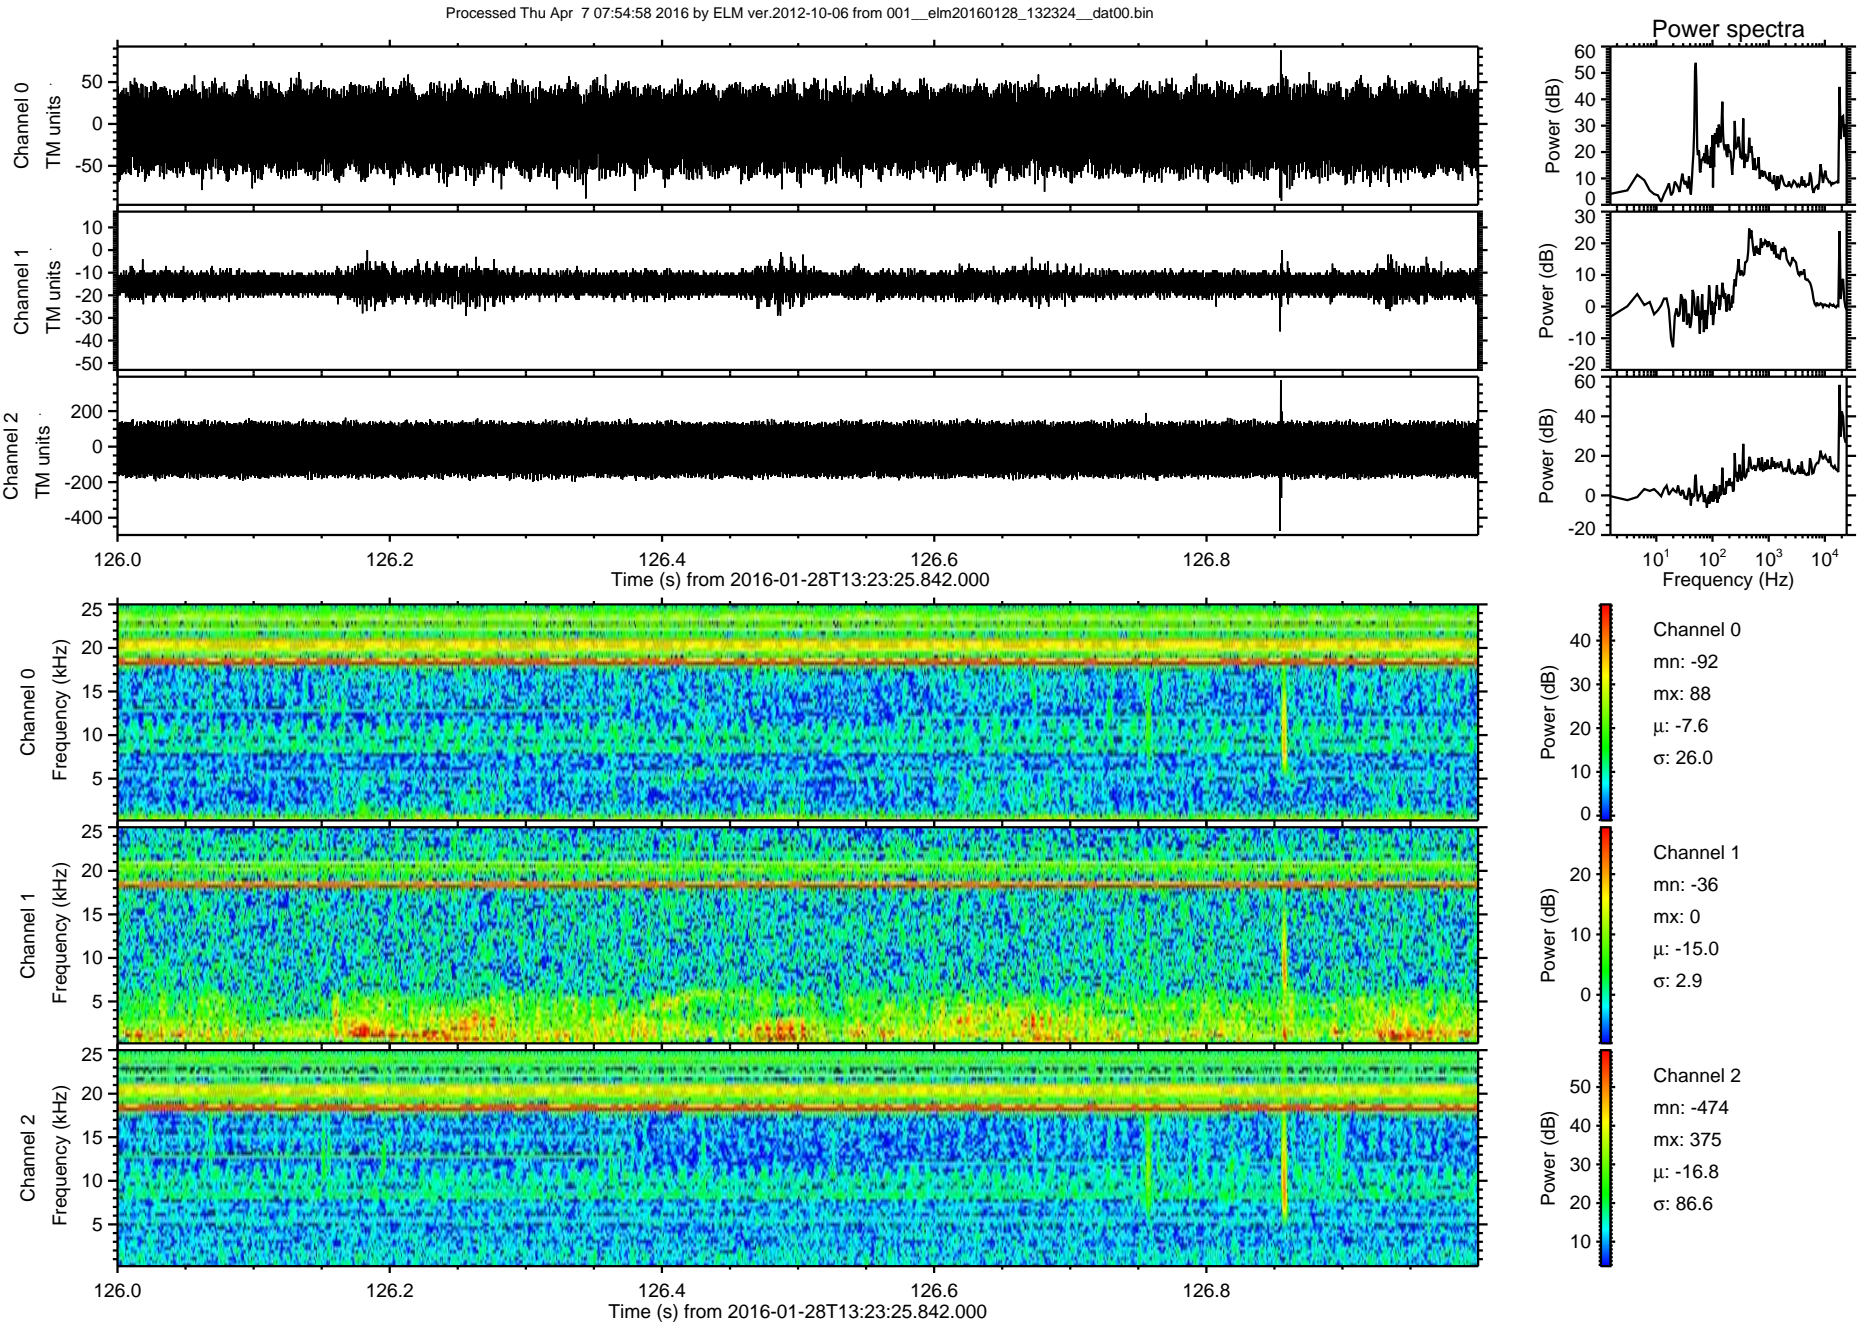 Processed Thu Apr 7 07:54:58 2016 by ELM ver.2012-10-06 from 001__elm20160128_132324__dat00.bin
Power spectra
Channel 0
TM units
50
0
-50
Power (dB)
60
50
40
30
20
10
0
Channel 1
TM units
10
0
-10
-20
-30
-40
-50
Power (dB)
30
20
10
0
-10
-20
Channel 2
TM units
200
0
-200
-400
Power (dB)
60
40
20
0
-20
126.0 126.2 126.4 126.6 126.8
Time (s) from 2016-01-28T13:23:25.842.000
10^1 10^2 10^3 10^4
Frequency (Hz)
Channel 0
Frequency (kHz)
25
20
15
10
5
Power (dB)
40
30
20
10
0
Channel 0
mn: -92
mx: 88
μ: -7.6
σ: 26.0
Channel 1
Frequency (kHz)
25
20
15
10
5
Power (dB)
20
10
0
Channel 1
mn: -36
mx: 0
μ: -15.0
σ: 2.9
Channel 2
Frequency (kHz)
25
20
15
10
5
Power (dB)
50
40
30
20
10
Channel 2
mn: -474
mx: 375
μ: -16.8
σ: 86.6
126.0 126.2 126.4 126.6 126.8
Time (s) from 2016-01-28T13:23:25.842.000